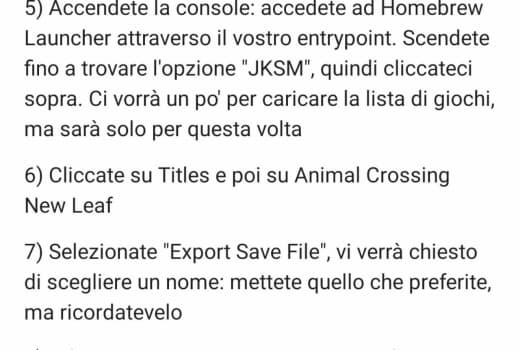 5) Accendete la console: accedete ad Homebrew
Launcher attraverso il vostro entrypoint. Scendete
fino a trovare l'opzione "JKSM", quindi cliccateci
sopra. Ci vorrà un po' per caricare la lista di giochi,
ma sarà solo per questa volta
6) Cliccate su Titles e poi su Animal Crossing
New Leaf
7) Selezionate "Export Save File", vi verrà chiesto
di scegliere un nome: mettete quello che preferite,
ma ricordatevelo